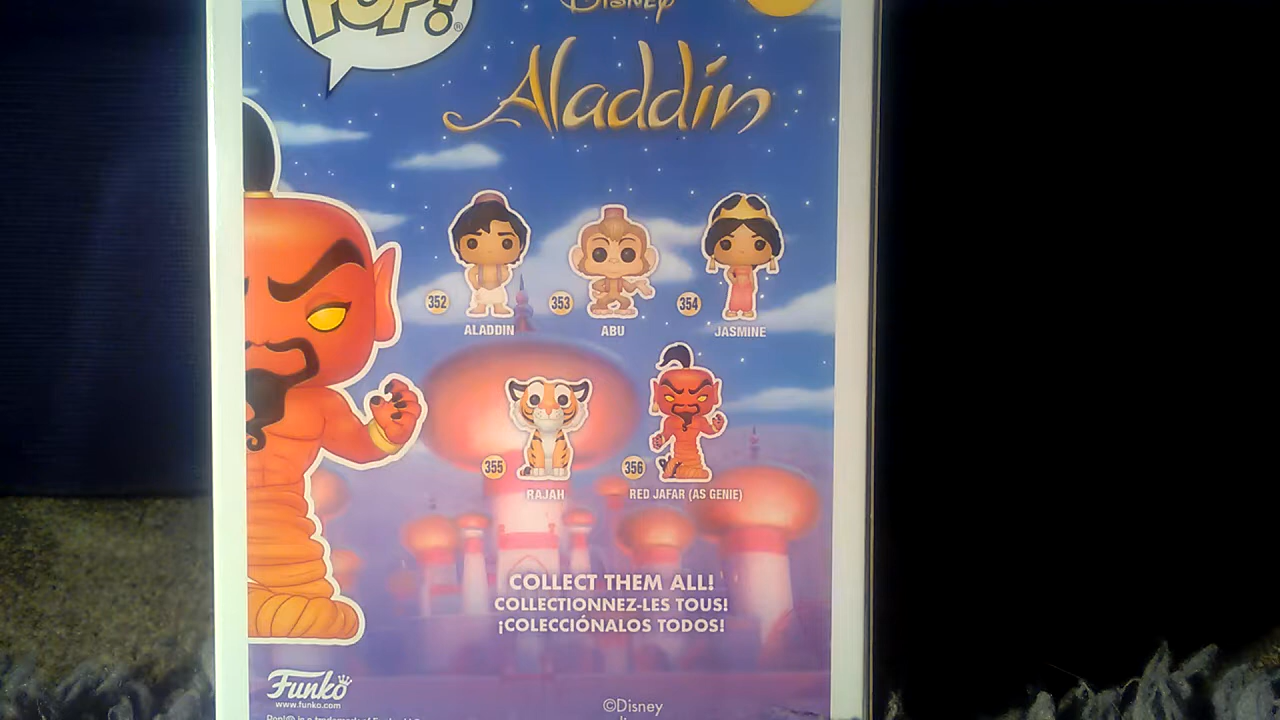 POP! ®
Disney
Aladdin
352
353
354
ALADDIN
ABU
JASMINE
355
356
RAJAH
RED JAFAR (AS GENIE)
COLLECT THEM ALL!
COLLECTIONNEZ-LES TOUS!
¡COLECCIÓNALOS TODOS!
Funko
www.funko.com
©Disney